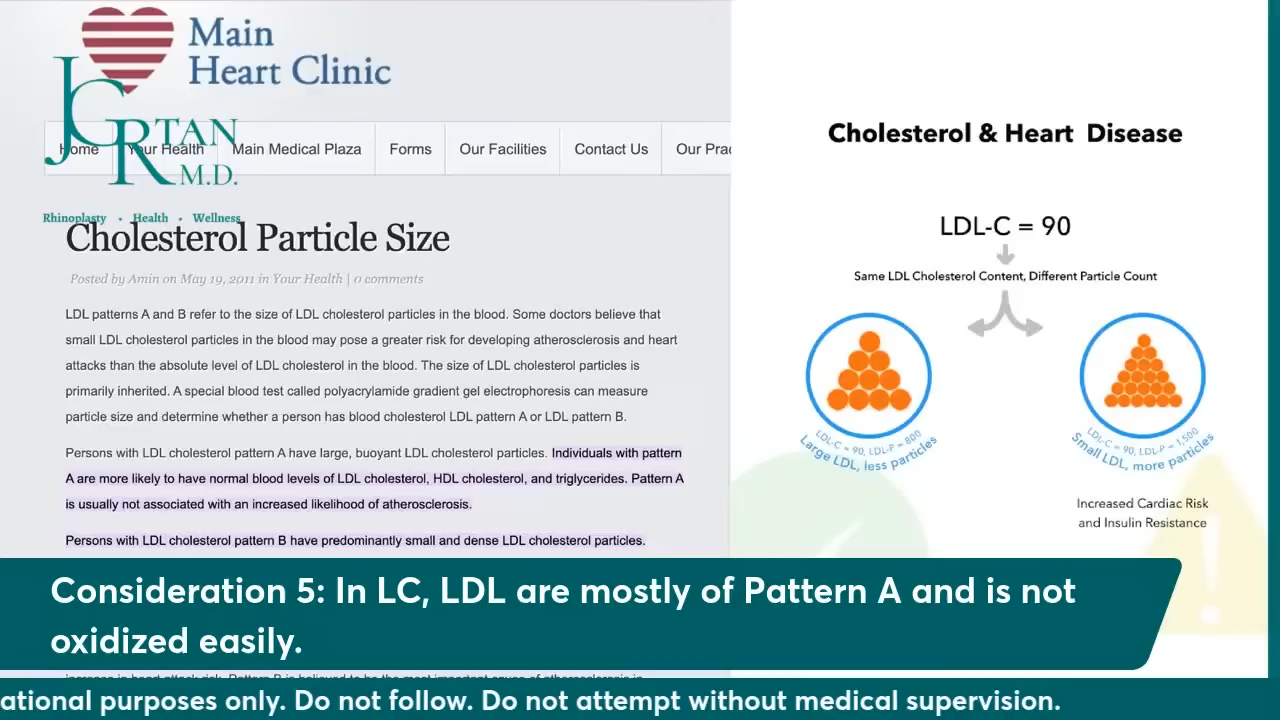 Main
Heart Clinic
JCRTAN
M.D.
Rhinoplasty • Health • Wellness
Home
Your Health
Main Medical Plaza
Forms
Our Facilities
Contact Us
Our Prac
Cholesterol Particle Size
Posted by Amin on May 19, 2011 in Your Health | 0 comments
LDL patterns A and B refer to the size of LDL cholesterol particles in the blood. Some doctors believe that
small LDL cholesterol particles in the blood may pose a greater risk for developing atherosclerosis and heart
attacks than the absolute level of LDL cholesterol in the blood. The size of LDL cholesterol particles is
primarily inherited. A special blood test called polyacrylamide gradient gel electrophoresis can measure
particle size and determine whether a person has blood cholesterol LDL pattern A or LDL pattern B.
Persons with LDL cholesterol pattern A have large, buoyant LDL cholesterol particles. Individuals with pattern
A are more likely to have normal blood levels of LDL cholesterol, HDL cholesterol, and triglycerides. Pattern A
is usually not associated with an increased likelihood of atherosclerosis.
Persons with LDL cholesterol pattern B have predominantly small and dense LDL cholesterol particles.
Cholesterol & Heart Disease
LDL-C = 90
Same LDL Cholesterol Content, Different Particle Count
LDL-C = 90, LDL-P = 800
Large LDL, less particles
LDL-C = 90, LDL-P = 1,500
Small LDL, more particles
Increased Cardiac Risk
and Insulin Resistance
Consideration 5: In LC, LDL are mostly of Pattern A and is not
oxidized easily.
ational purposes only. Do not follow. Do not attempt without medical supervision.